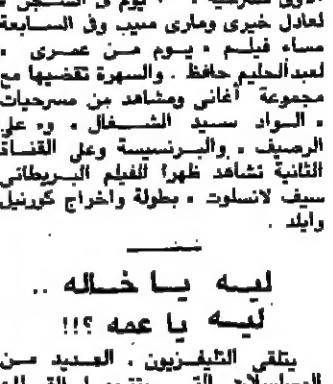 لعادل خيرى ومارى منيب وفى السابعة
مساء فيلم « يوم من عمرى »
لعبدالحليم حافظ . والسهرة تقضيها مع
مجموعة أغانى ومشاهد من مسرحيات
« الواد سيد الشغال » و« على
الرصيف » والبرنسيسة وعلى القناة
الثانية تشاهد ظهرا الفيلم البريطانى
سيف لانسلوت » بطولة واخراج كورنيل
وايلد .
ليه يا خاله ..
ليه يا عمه ؟!!
يتلقى التليفزيون . العديد من